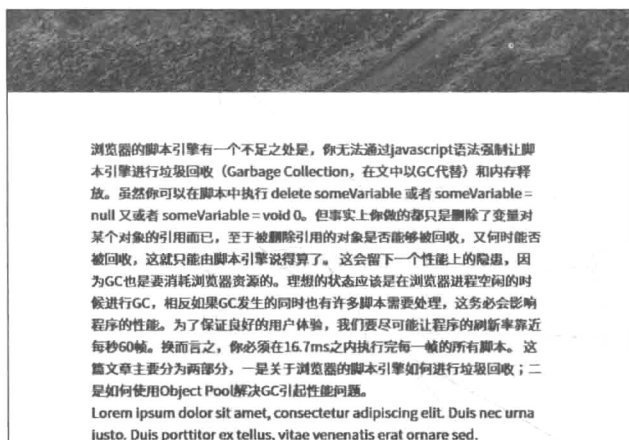 浏览器的脚本引擎有一个不足之处是，你无法通过javascript语法强制让脚
本引擎进行垃圾回收（Garbage Collection，在文中以GC代替）和内存释
放。虽然你可以在脚本中执行 delete someVariable 或者 someVariable =
null 又或者 someVariable = void 0。但事实上你做的都只是删除了变量对
某个对象的引用而已，至于被删除引用的对象是否能够被回收，又何时能否
被回收，这就只能由脚本引擎说得算了。 这会留下一个性能上的隐患，因
为GC也是要消耗浏览器资源的。理想的状态应该是在浏览器进程空闲的时
候进行GC，相反如果GC发生的同时也有许多脚本需要处理，这务必会影响
程序的性能。为了保证良好的用户体验，我们要尽可能让程序的刷新率靠近
每秒60帧。换而言之，你必须在16.7ms之内执行完每一帧的所有脚本。 这
篇文章主要分为两部分，一是关于浏览器的脚本引擎如何进行垃圾回收；二
是如何使用Object Pool解决GC引起性能问题。
Lorem ipsum dolor sit amet, consectetur adipiscing elit. Duis nec urna
justo. Duis porttitor ex tellus, vitae venenatis erat ornare sed.